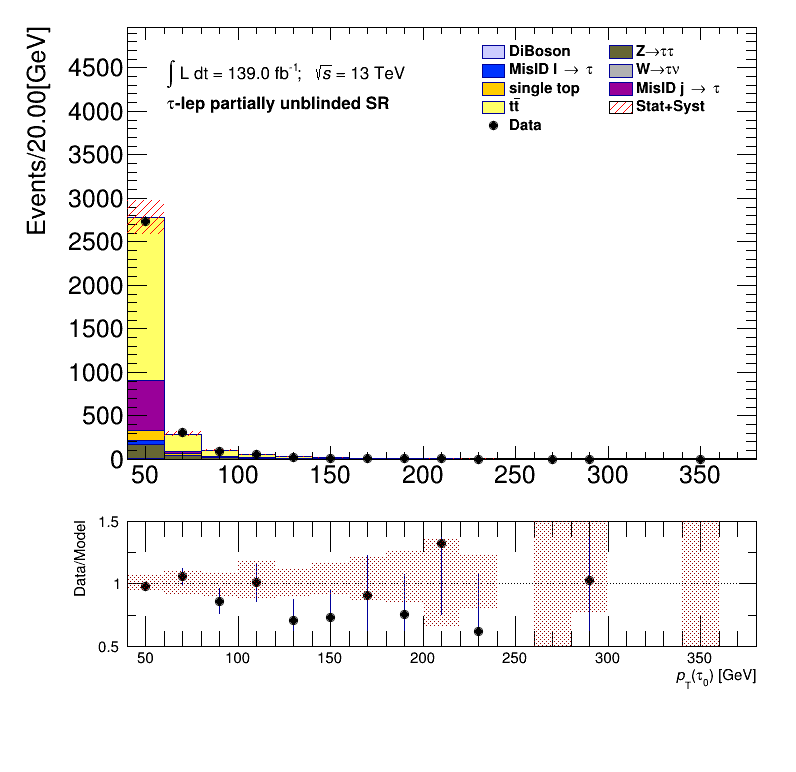 Events/20.00[GeV]
4500
4000
3500
3000
2500
2000
1500
1000
500
0
∫ L dt = 139.0 fb⁻¹; √s = 13 TeV
τ-lep partially unblinded SR
DiBoson
Z→ττ
MisID l → τ
W→τν
single top
MisID j → τ
tt̄
Stat+Syst
Data
50 100 150 200 250 300 350
Data/Model
1.5
1
0.5
50 100 150 200 250 300 350
p_T(τ_0) [GeV]